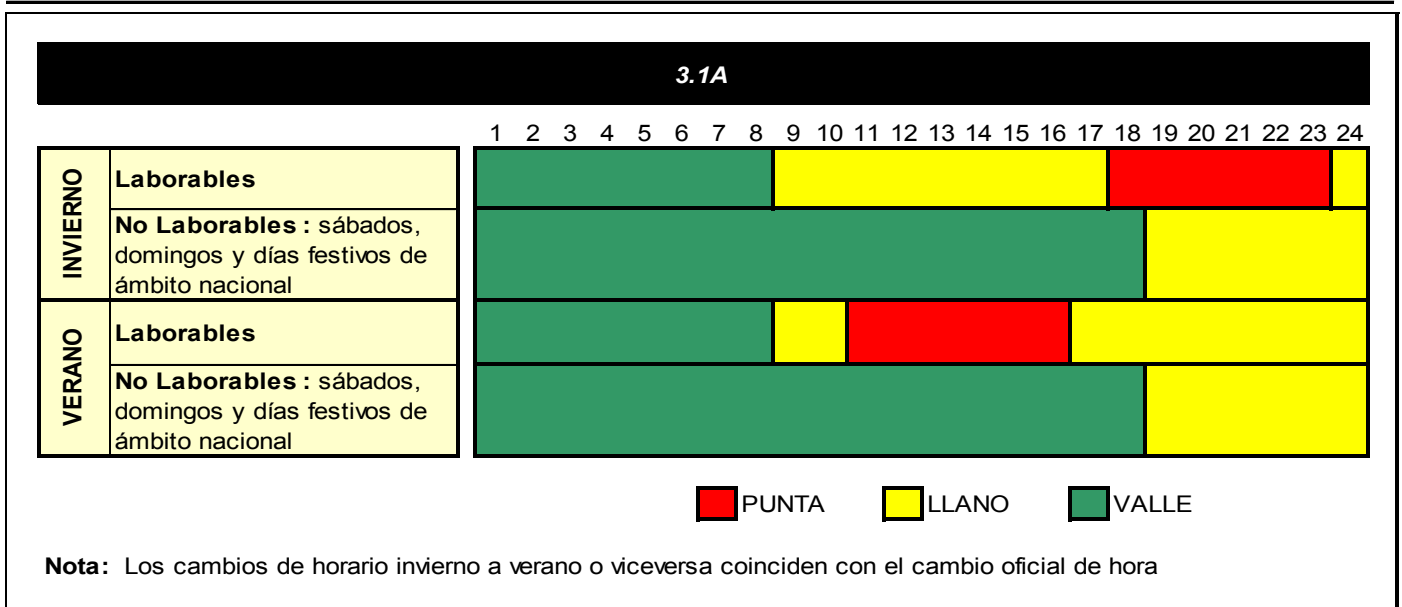 3.1A
1 2 3 4 5 6 7 8 9 10 11 12 13 14 15 16 17 18 19 20 21 22 23 24
INVIERNO
Laborables
No Laborables : sábados,
domingos y días festivos de
ámbito nacional
VERANO
Laborables
No Laborables : sábados,
domingos y días festivos de
ámbito nacional
PUNTA LLANO VALLE
Nota: Los cambios de horario invierno a verano o viceversa coinciden con el cambio oficial de hora